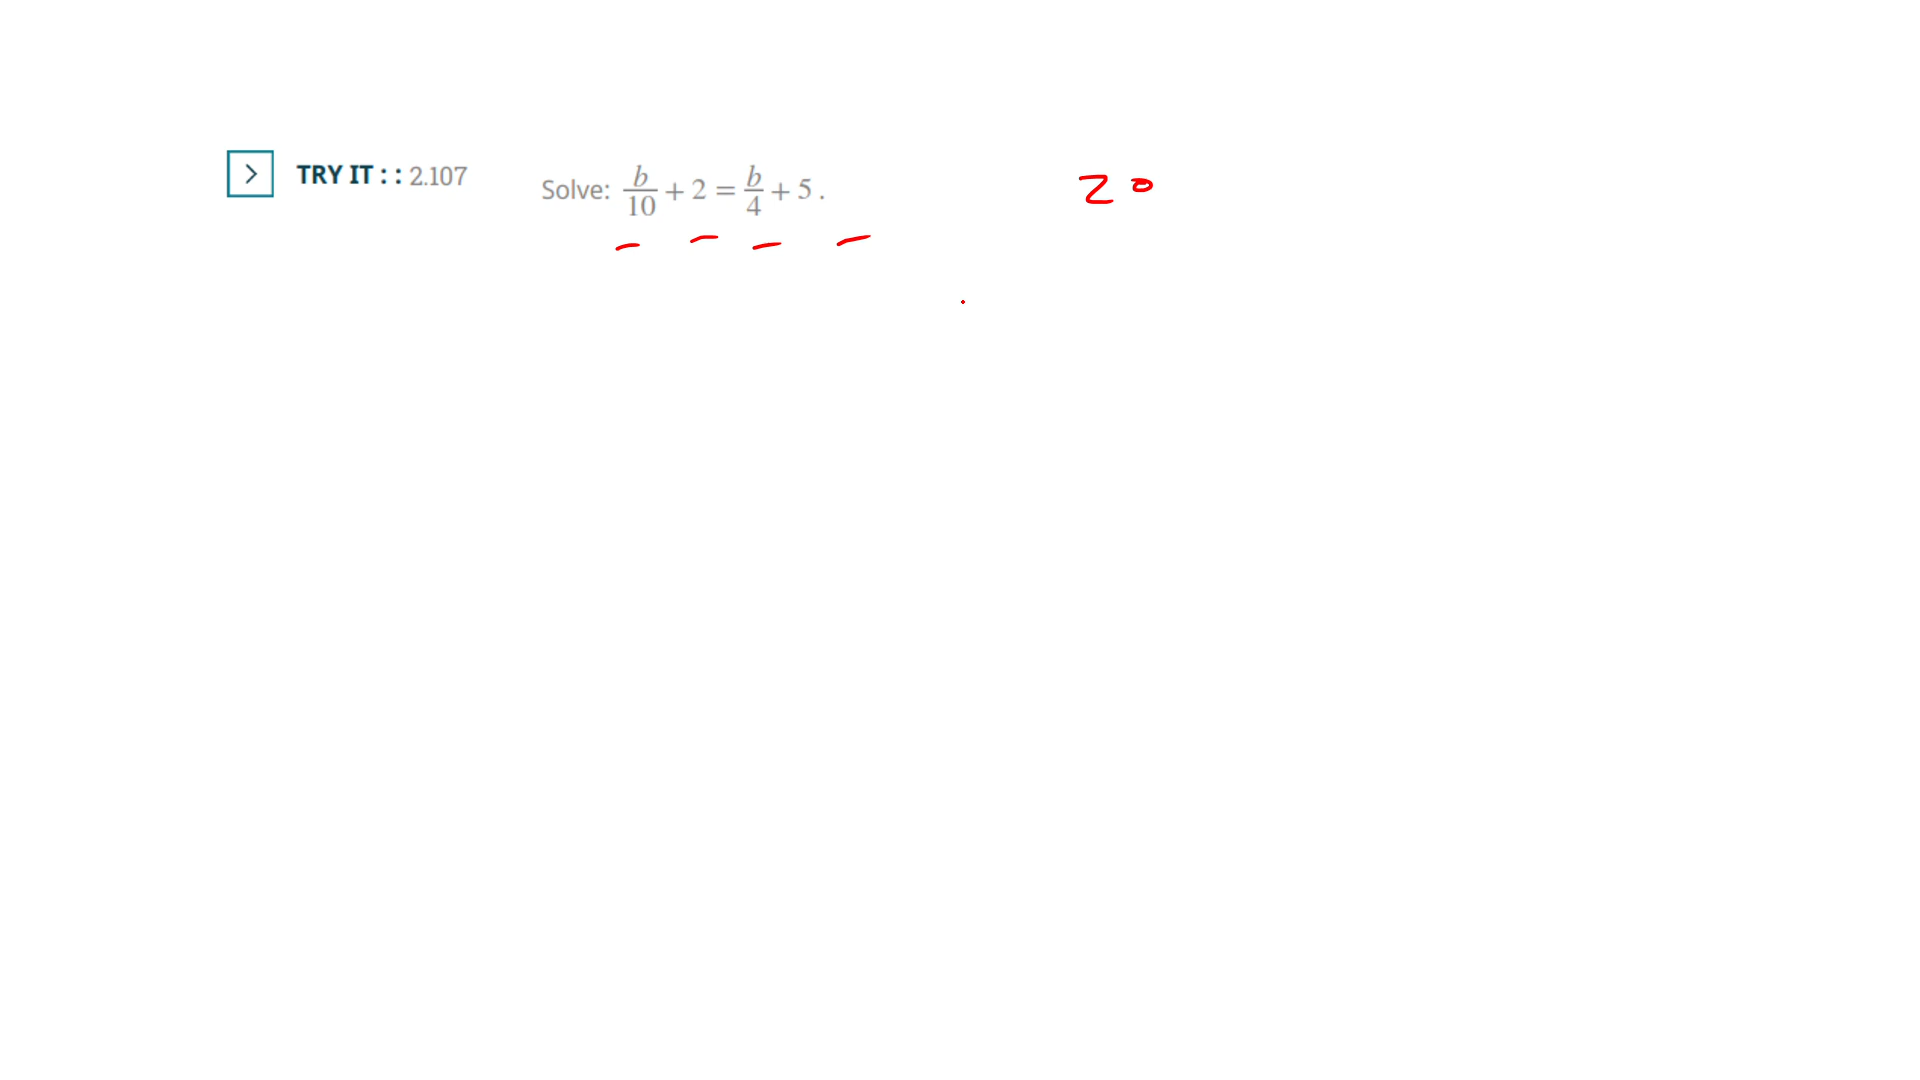 > TRY IT : : 2.107 Solve: b/10 + 2 = b/4 + 5 . 20